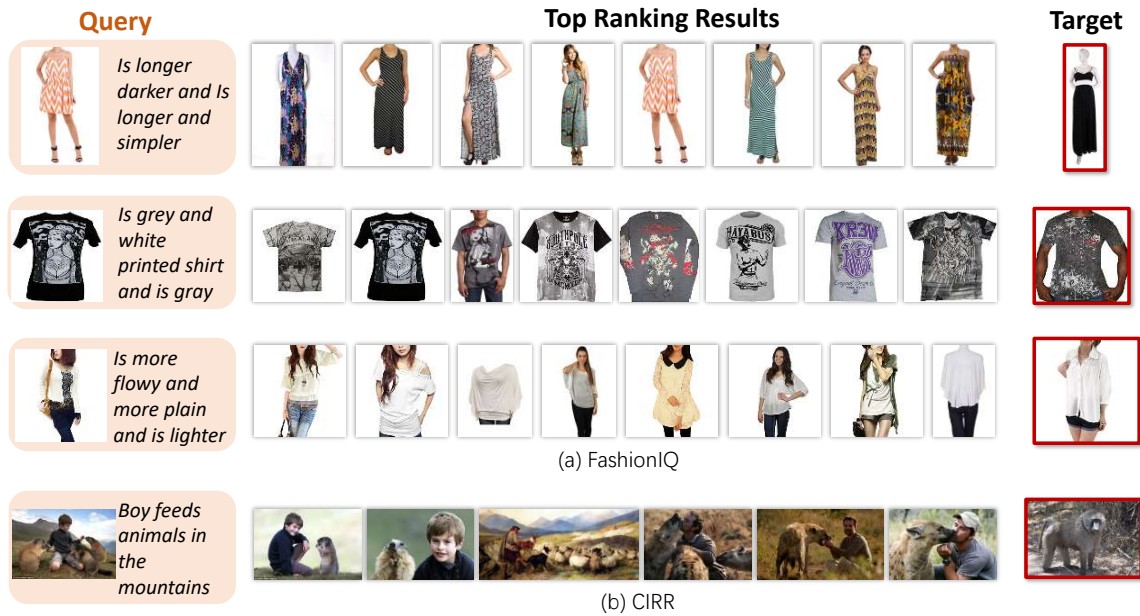 Query
Top Ranking Results
Target
Is longer
darker and Is
longer and
simpler
Is grey and
white
printed shirt
and is gray
HAYABUSA
KR3W
Is more
flowy and
more plain
and is lighter
(a) FashionIQ
Boy feeds
animals in
the
mountains
(b) CIRR